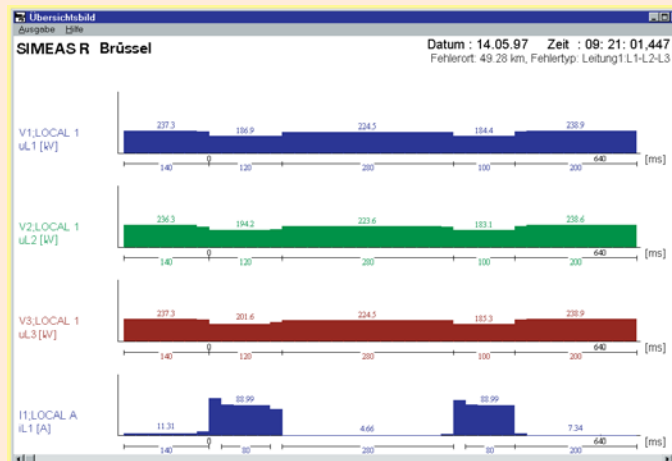 Übersichtsbild
Ausgabe Hilfe
SIMEAS R Brüssel
Datum : 14.05.97 Zeit : 09: 21: 01,447
Fehlerort: 49.28 km, Fehlertyp: Leitung1:L1-L2-L3
V1;LOCAL 1
uL1 [kV]
237.3 186.9 224.5 184.4 238.9
0 640 [ms]
140 120 280 100 200
V2;LOCAL 1
uL2 [kV]
236.3 194.2 223.6 183.1 238.6
0 640 [ms]
140 120 280 100 200
V3;LOCAL 1
uL3 [kV]
237.3 201.6 224.5 185.3 238.9
0 640 [ms]
140 120 280 100 200
I1;LOCAL A
iL1 [A]
11.31 88.99 4.66 88.99 7.34
0 640 [ms]
140 80 280 80 200